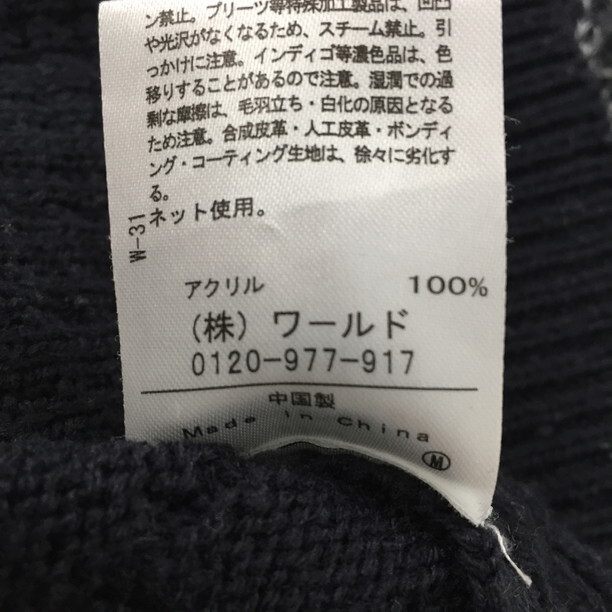 ン禁止。プリーツ等特殊加工製品は、凹凸
や光沢がなくなるため、スチーム禁止。引
っかけに注意。インディゴ等濃色品は、色
移りすることがあるので注意。湿潤での過
剰な摩擦は、毛羽立ち・白化の原因となる
ため注意。合成皮革・人工皮革・ボンディ
ング・コーティング生地は、徐々に劣化す
る。
ネット使用。
W-31
アクリル 100%
(株) ワールド
0120-977-917
中国製
Made in China
M